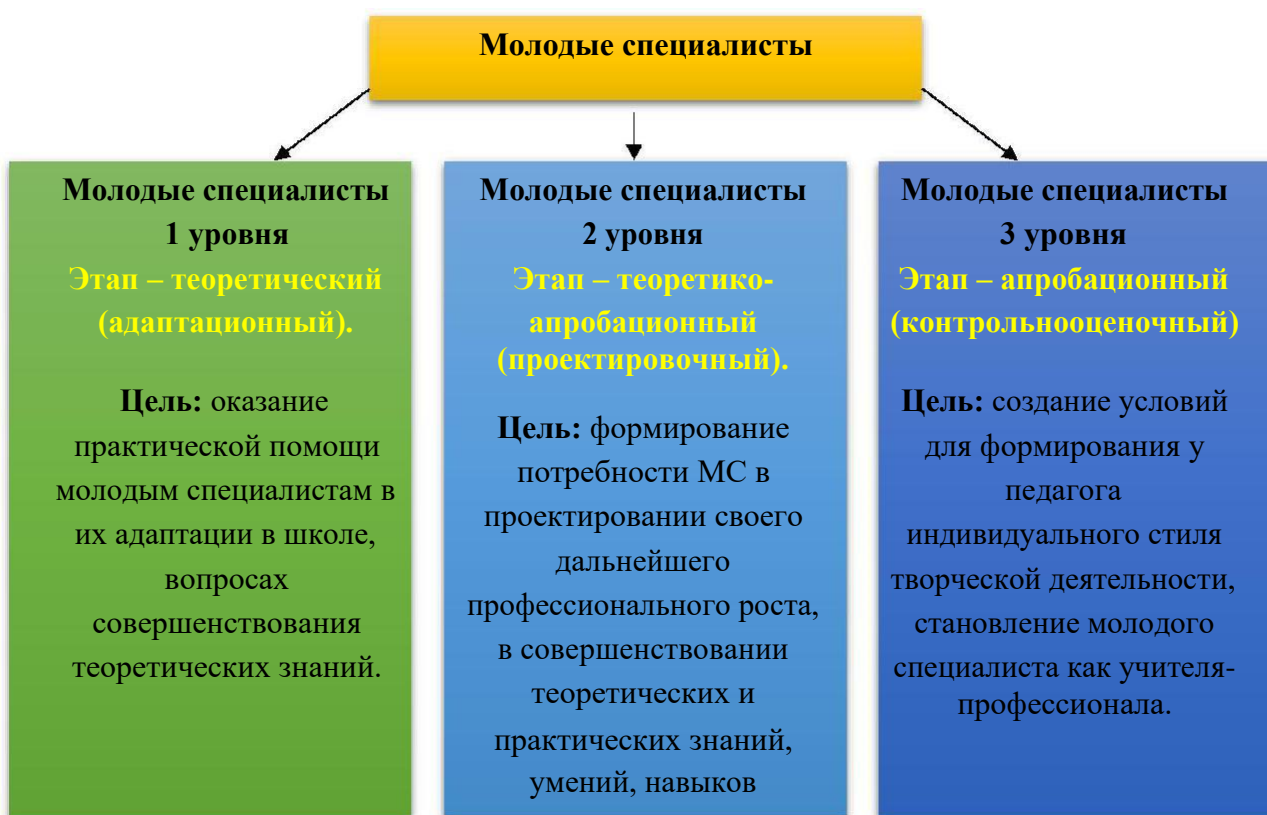 Молодые специалисты
Молодые специалисты
1 уровня
Этап – теоретический
(адаптационный).
Цель: оказание
практической помощи
молодым специалистам в
их адаптации в школе,
вопросах
совершенствования
теоретических знаний.
Молодые специалисты
2 уровня
Этап – теоретико-
апробационный
(проектировочный).
Цель: формирование
потребности МС в
проектировании своего
дальнейшего
профессионального роста,
в совершенствовании
теоретических и
практических знаний,
умений, навыков
Молодые специалисты
3 уровня
Этап – апробационный
(контрольнооценочный)
Цель: создание условий
для формирования у
педагога
индивидуального стиля
творческой деятельности,
становление молодого
специалиста как учителя-
профессионала.